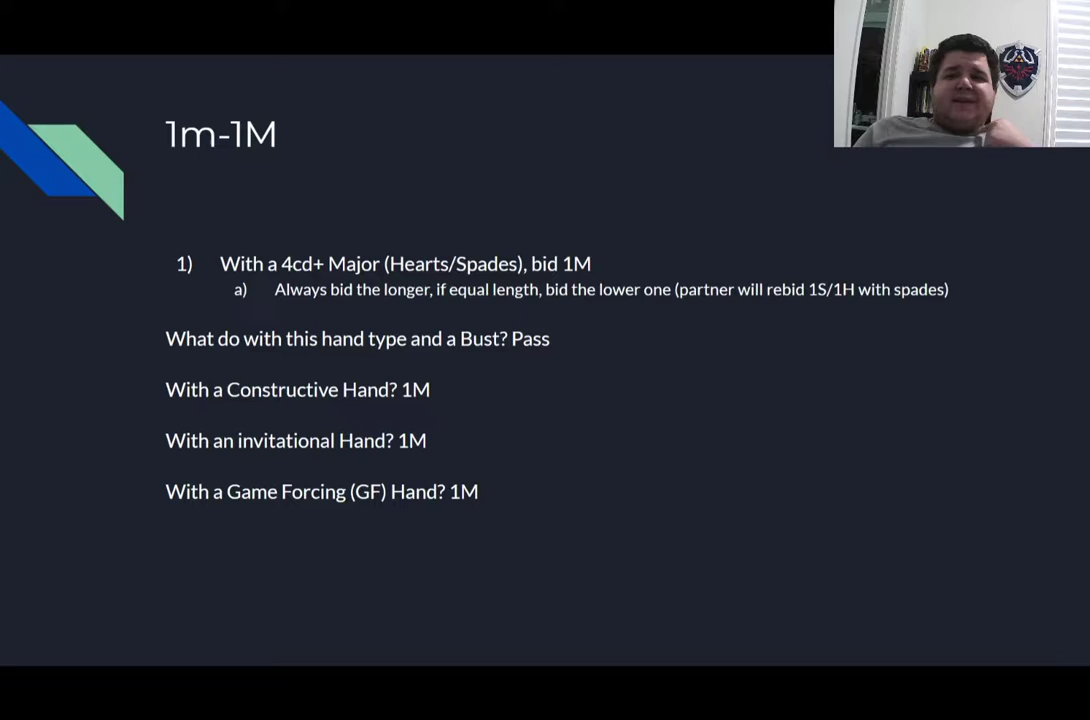 1m-1M
1) With a 4cd+ Major (Hearts/Spades), bid 1M
a) Always bid the longer, if equal length, bid the lower one (partner will rebid 1S/1H with spades)
What do with this hand type and a Bust? Pass
With a Constructive Hand? 1M
With an invitational Hand? 1M
With a Game Forcing (GF) Hand? 1M